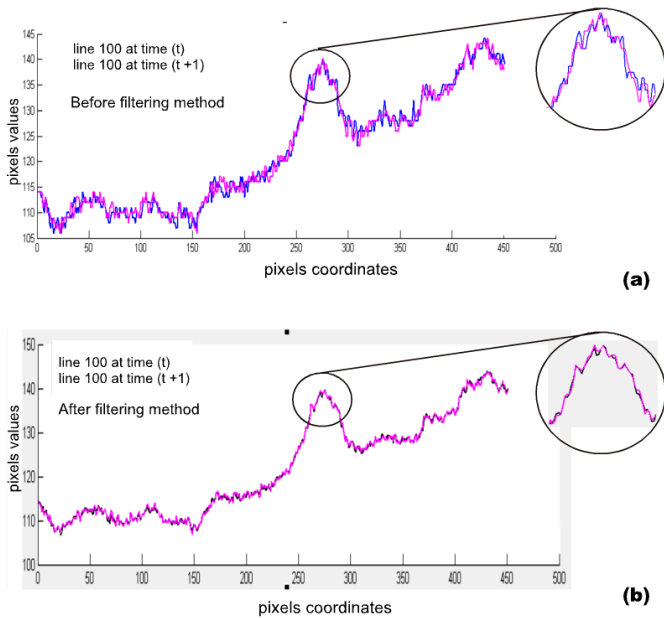 145
140
135
130
125
120
115
110
105
pixels values
line 100 at time (t)
line 100 at time (t +1)
Before filtering method
0 50 100 150 200 250 300 350 400 450 500
pixels coordinates
(a)
150
140
130
120
110
100
pixels values
line 100 at time (t)
line 100 at time (t +1)
After filtering method
0 50 100 150 200 250 300 350 400 450 500
pixels coordinates
(b)